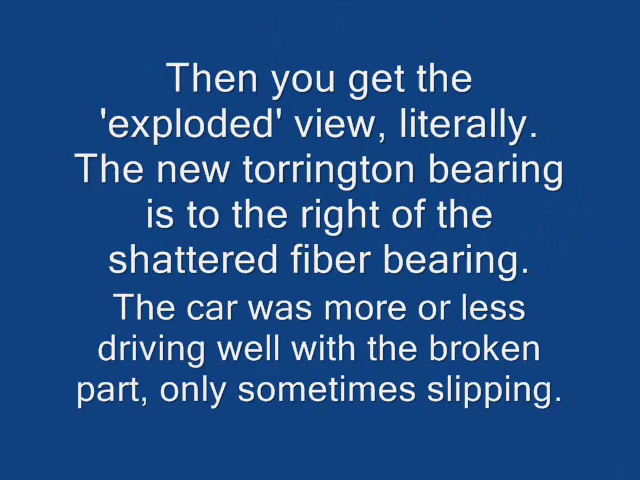 Then you get the
'exploded' view, literally.
The new torrington bearing
is to the right of the
shattered fiber bearing.
The car was more or less
driving well with the broken
part, only sometimes slipping.